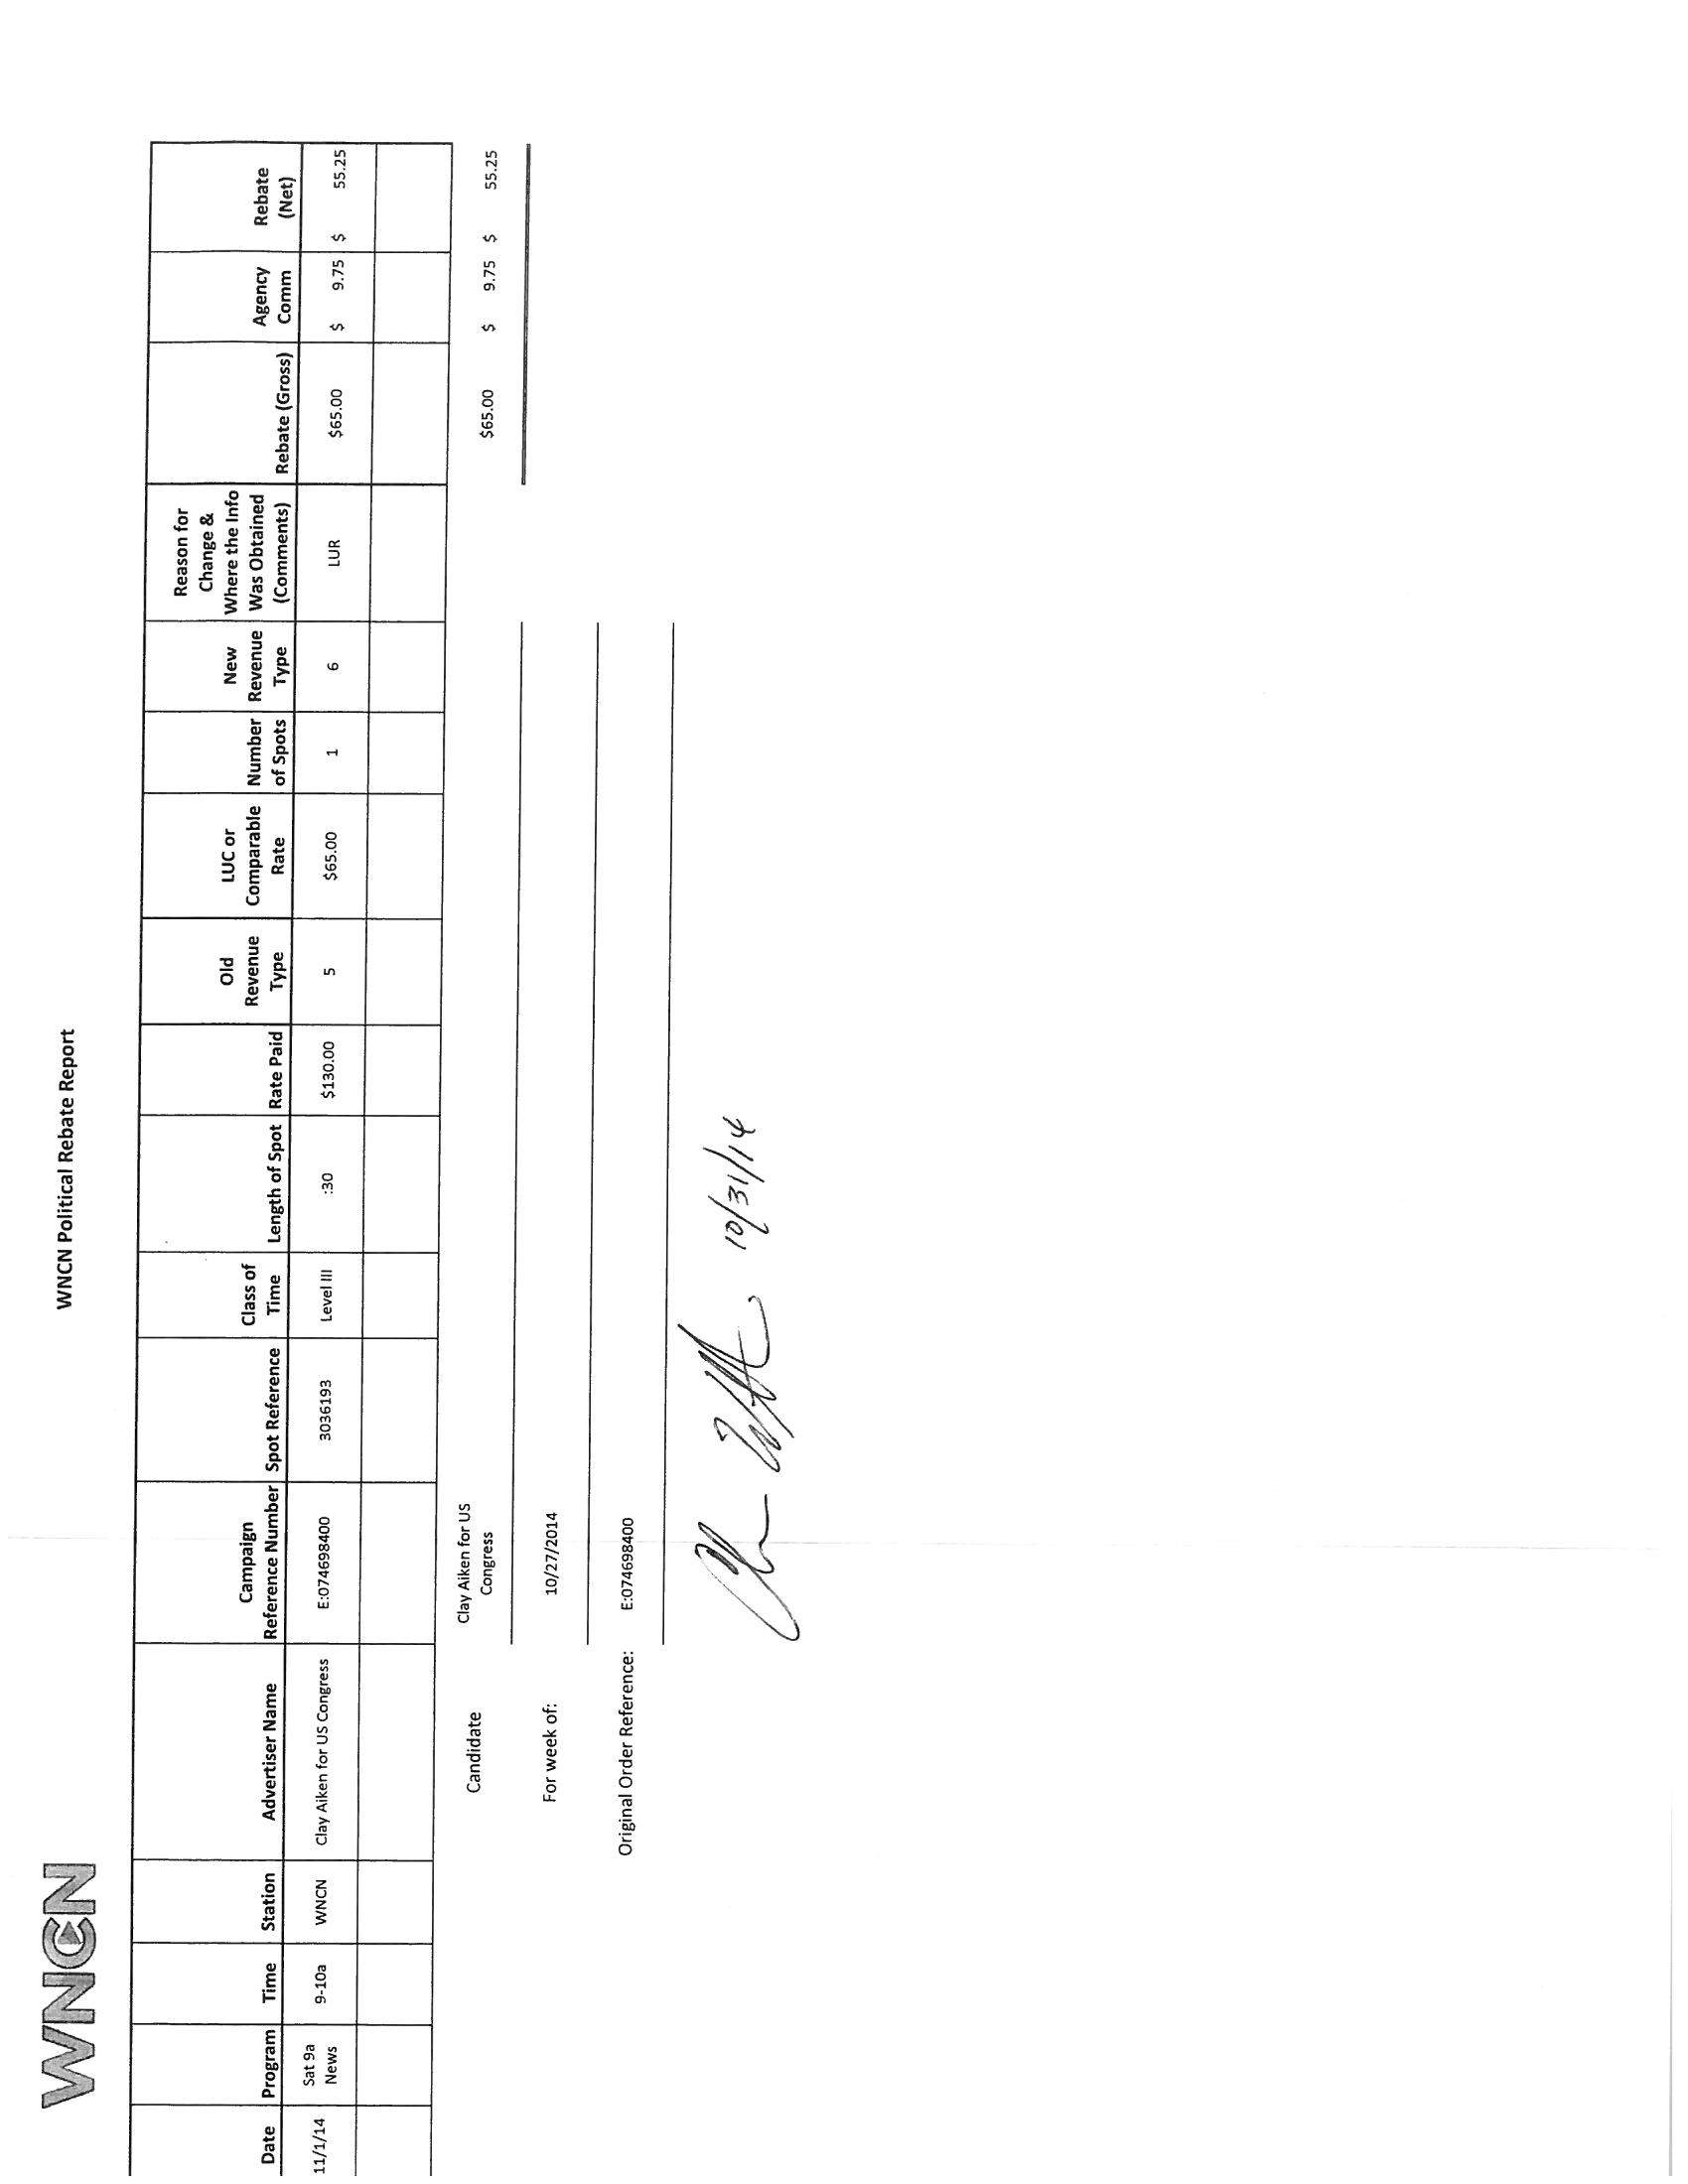 WNCN
WNCN Political Rebate Report
Date Program Time Station Advertiser Name Campaign Reference Number Spot Reference Class of Time Length of Spot Rate Paid Old Revenue Type LUC or Comparable Rate Number of Spots New Revenue Type Reason for Change & Where the Info Was Obtained (Comments) Rebate (Gross) Agency Comm Rebate (Net)
11/1/14 Sat 9a News 9-10a WNCN Clay Aiken for US Congress E:074698400 3036193 Level III :30 $130.00 5 $65.00 1 6 LUR $65.00 $ 9.75 $ 55.25
Candidate Clay Aiken for US Congress $65.00 $ 9.75 $ 55.25
For week of: 10/27/2014
Original Order Reference: E:074698400
10/31/14